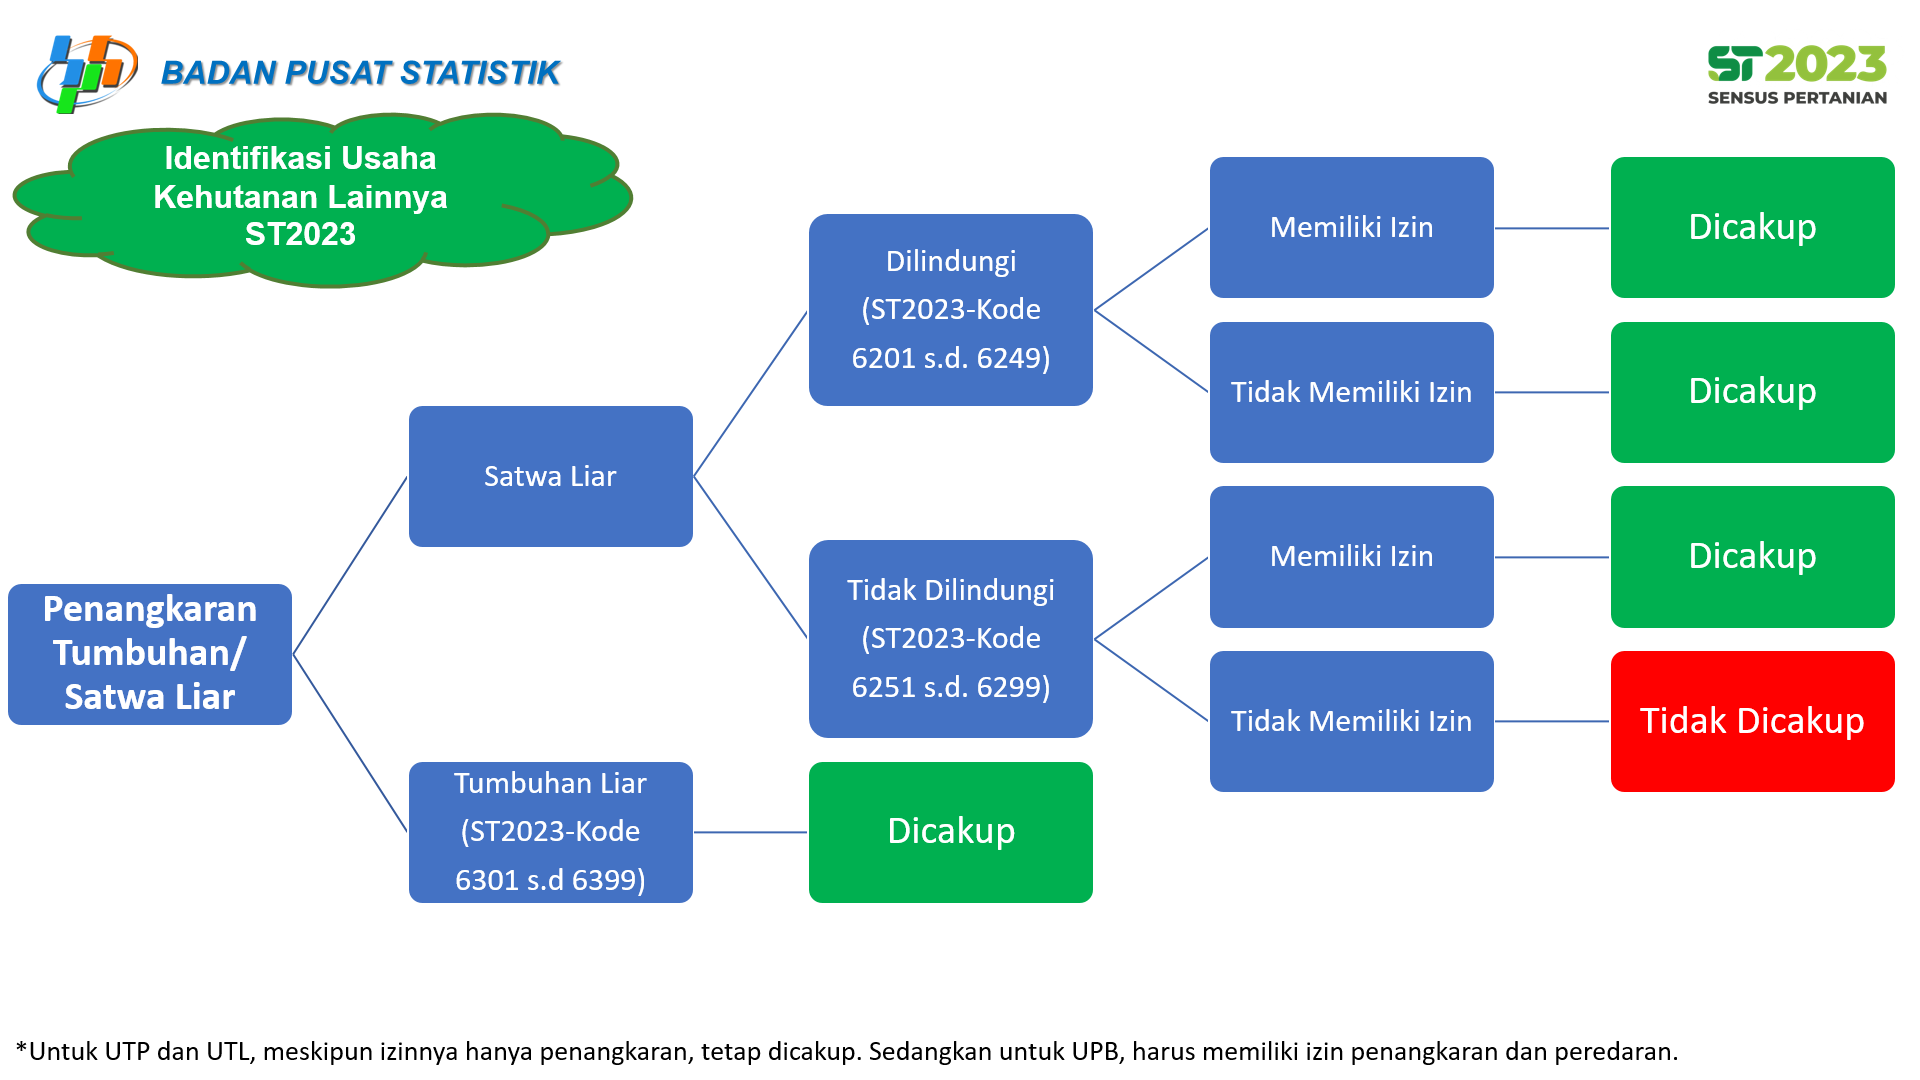 BADAN PUSAT STATISTIK
ST2023
SENSUS PERTANIAN
Identifikasi Usaha
Kehutanan Lainnya
ST2023
Penangkaran
Tumbuhan/
Satwa Liar
Satwa Liar
Dilindungi
(ST2023-Kode
6201 s.d. 6249)
Memiliki Izin
Dicakup
Tidak Memiliki Izin
Dicakup
Tidak Dilindungi
(ST2023-Kode
6251 s.d. 6299)
Memiliki Izin
Dicakup
Tidak Memiliki Izin
Tidak Dicakup
Tumbuhan Liar
(ST2023-Kode
6301 s.d 6399)
Dicakup
*Untuk UTP dan UTL, meskipun izinnya hanya penangkaran, tetap dicakup. Sedangkan untuk UPB, harus memiliki izin penangkaran dan peredaran.